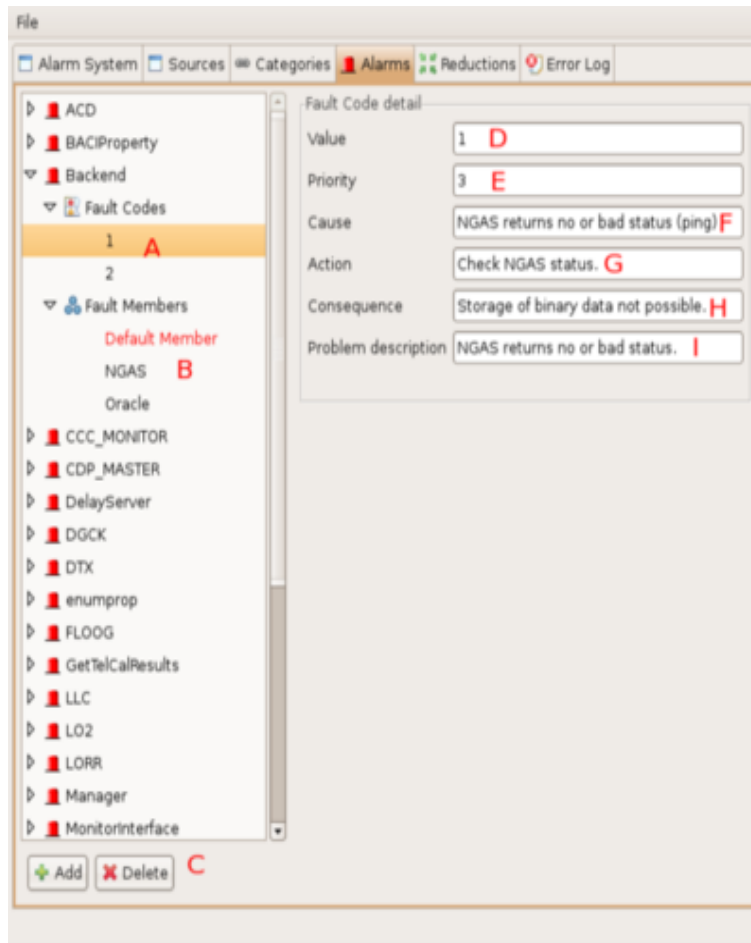 File
Alarm System Sources Categories Alarms Reductions Error Log
ACD
BACIProperty
Backend
Fault Codes
1 A
2
Fault Members
Default Member
NGAS B
Oracle
CCC_MONITOR
CDP_MASTER
DelayServer
DGCK
DTX
enumprop
FLOOG
GetTelCalResults
LLC
LO2
LORR
Manager
MonitorInterface
Add Delete C
Fault Code detail
Value 1 D
Priority 3 E
Cause NGAS returns no or bad status (ping) F
Action Check NGAS status. G
Consequence Storage of binary data not possible. H
Problem description NGAS returns no or bad status. I